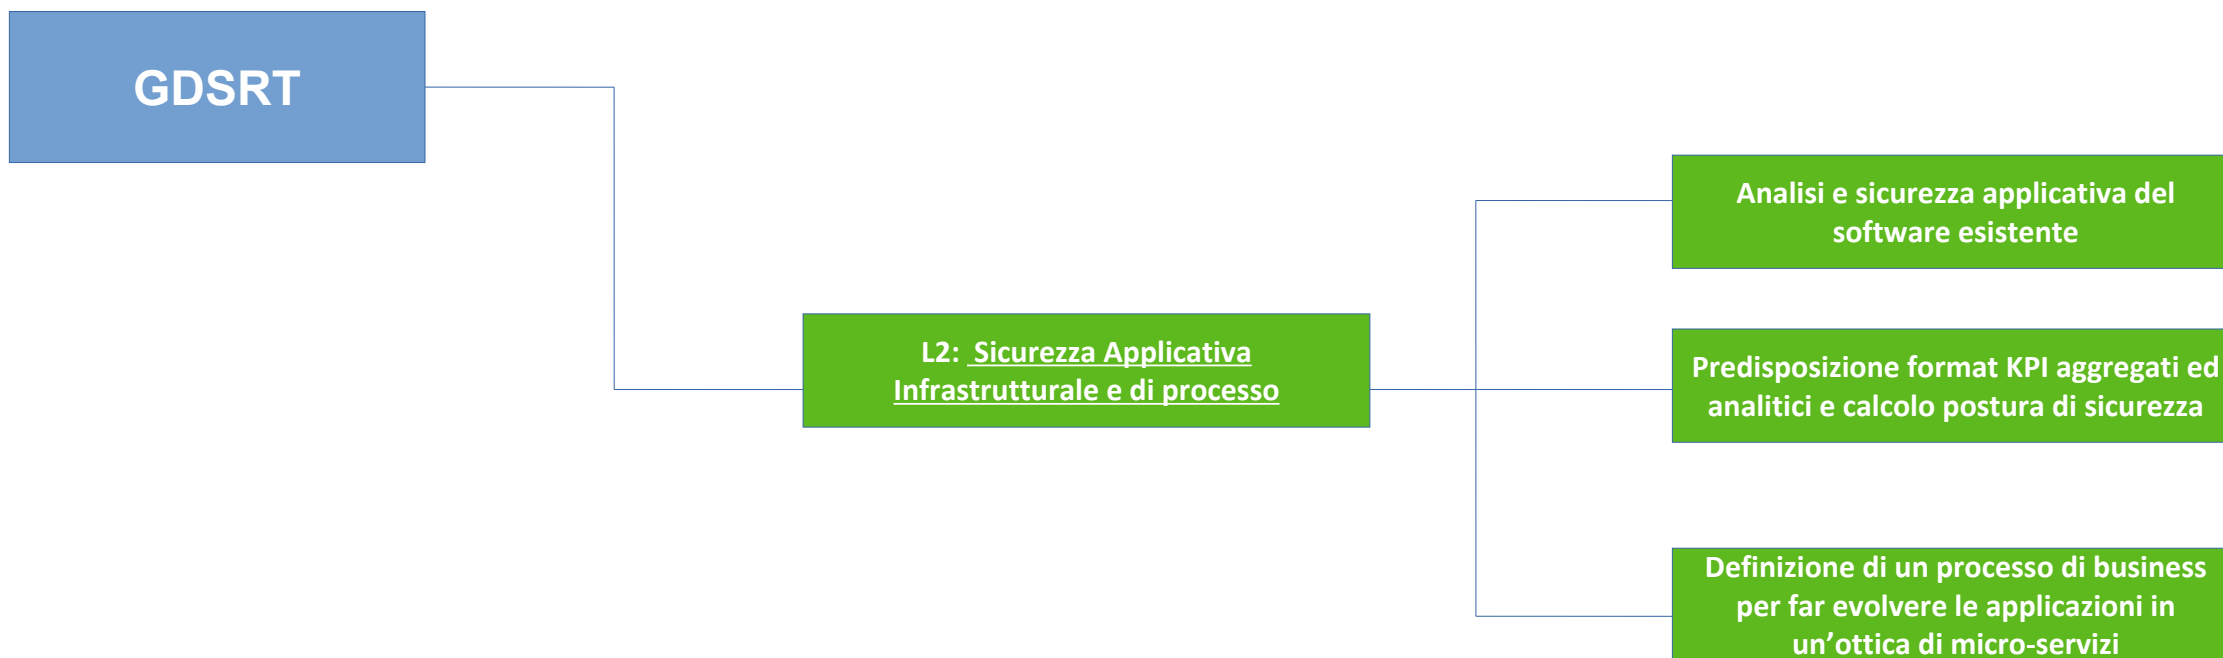 GDSRT
Analisi e sicurezza applicativa del
software esistente
L2:  Sicurezza Applicativa
Infrastrutturale e di processo
Predisposizione format KPI aggregati ed
analitici e calcolo postura di sicurezza
Definizione di un processo di business
per far evolvere le applicazioni in
un’ottica di micro-servizi